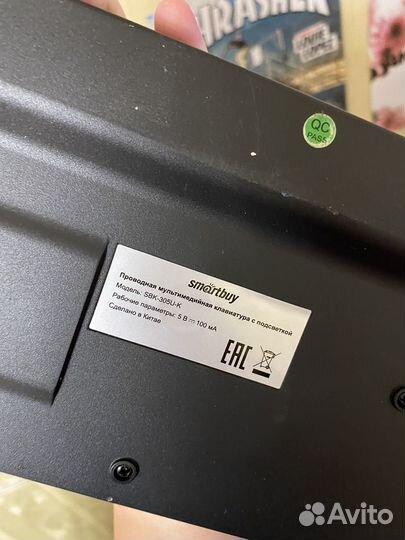 THRASHER
QC
PASS
smartbuy
Проводная мультимедийная клавиатура с подсветкой
Модель: SBK-305U-K
Рабочие параметры: 5 В ⎓ 100 мА
Сделано в Китае
EAC
Avito